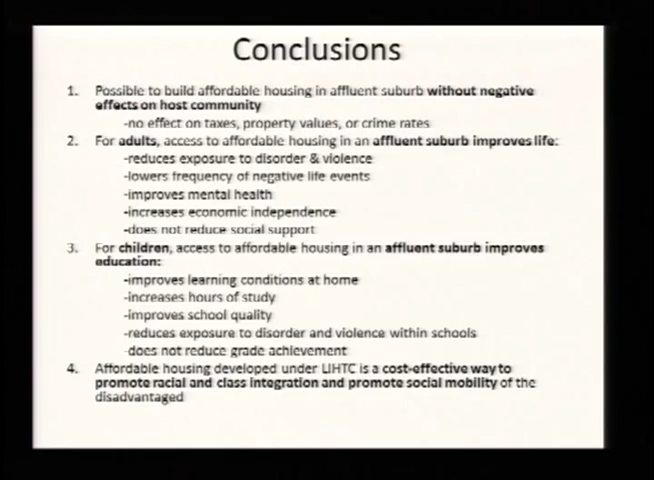 Conclusions
1. Possible to build affordable housing in affluent suburb without negative
effects on host community
-no effect on taxes, property values, or crime rates
2. For adults, access to affordable housing in an affluent suburb improves life:
-reduces exposure to disorder & violence
-lowers frequency of negative life events
-improves mental health
-increases economic independence
-does not reduce social support
3. For children, access to affordable housing in an affluent suburb improves
education:
-improves learning conditions at home
-increases hours of study
-improves school quality
-reduces exposure to disorder and violence within schools
-does not reduce grade achievement
4. Affordable housing developed under LIHTC is a cost-effective way to
promote racial and class integration and promote social mobility of the
disadvantaged